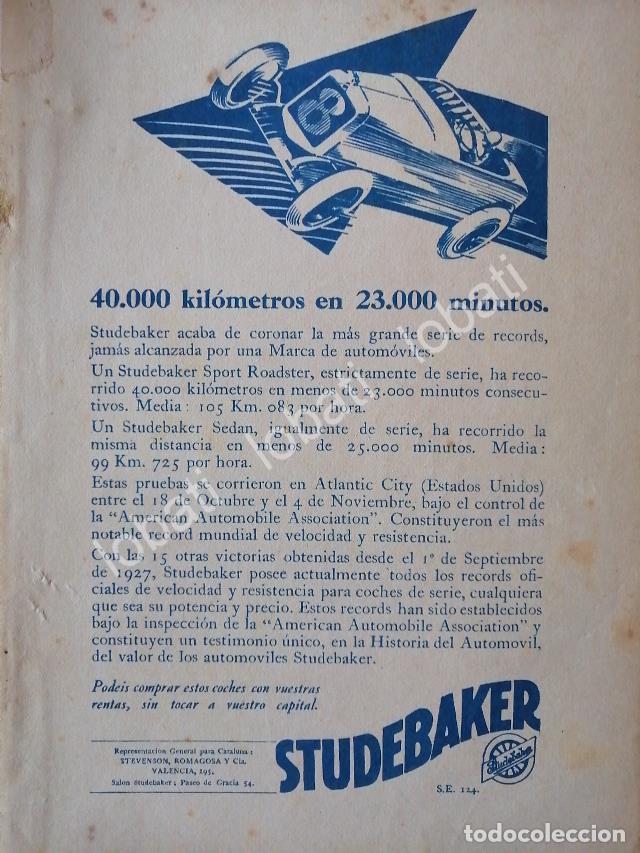 8
40.000 kilómetros en 23.000 minutos.
Studebaker acaba de coronar la más grande serie de records,
jamás alcanzada por una Marca de automóviles.
Un Studebaker Sport Roadster, estrictamente de serie, ha reco-
rrido 40.000 kilómetros en menos de 23.000 minutos consecu-
tivos. Media: 105 Km. 083 por hora.
Un Studebaker Sedan, igualmente de serie, ha recorrido la
misma distancia en menos de 25.000 minutos. Media:
99 Km. 725 por hora.
Estas pruebas se corrieron en Atlantic City (Estados Unidos)
entre el 18 de Octubre y el 4 de Noviembre, bajo el control de
la "American Automobile Association". Constituyeron el más
notable record mundial de velocidad y resistencia.
Con las 15 otras victorias obtenidas desde el 1º de Septiembre
de 1927, Studebaker posee actualmente todos los records ofi-
ciales de velocidad y resistencia para coches de serie, cualquiera
que sea su potencia y precio. Estos records han sido establecidos
bajo la inspección de la "American Automobile Association" y
constituyen un testimonio único, en la Historia del Automovil,
del valor de los automoviles Studebaker.
Podeis comprar estos coches con vuestras
rentas, sin tocar a vuestro capital.
Representacion General para Cataluna:
STEVENSON, ROMAGOSA Y Cia.
VALENCIA, 295.
Salon Studebaker; Paseo de Gracia 54.
STUDEBAKER
Studebaker
S.E. 124.
lobati lobati lobati lobati
todocoleccion